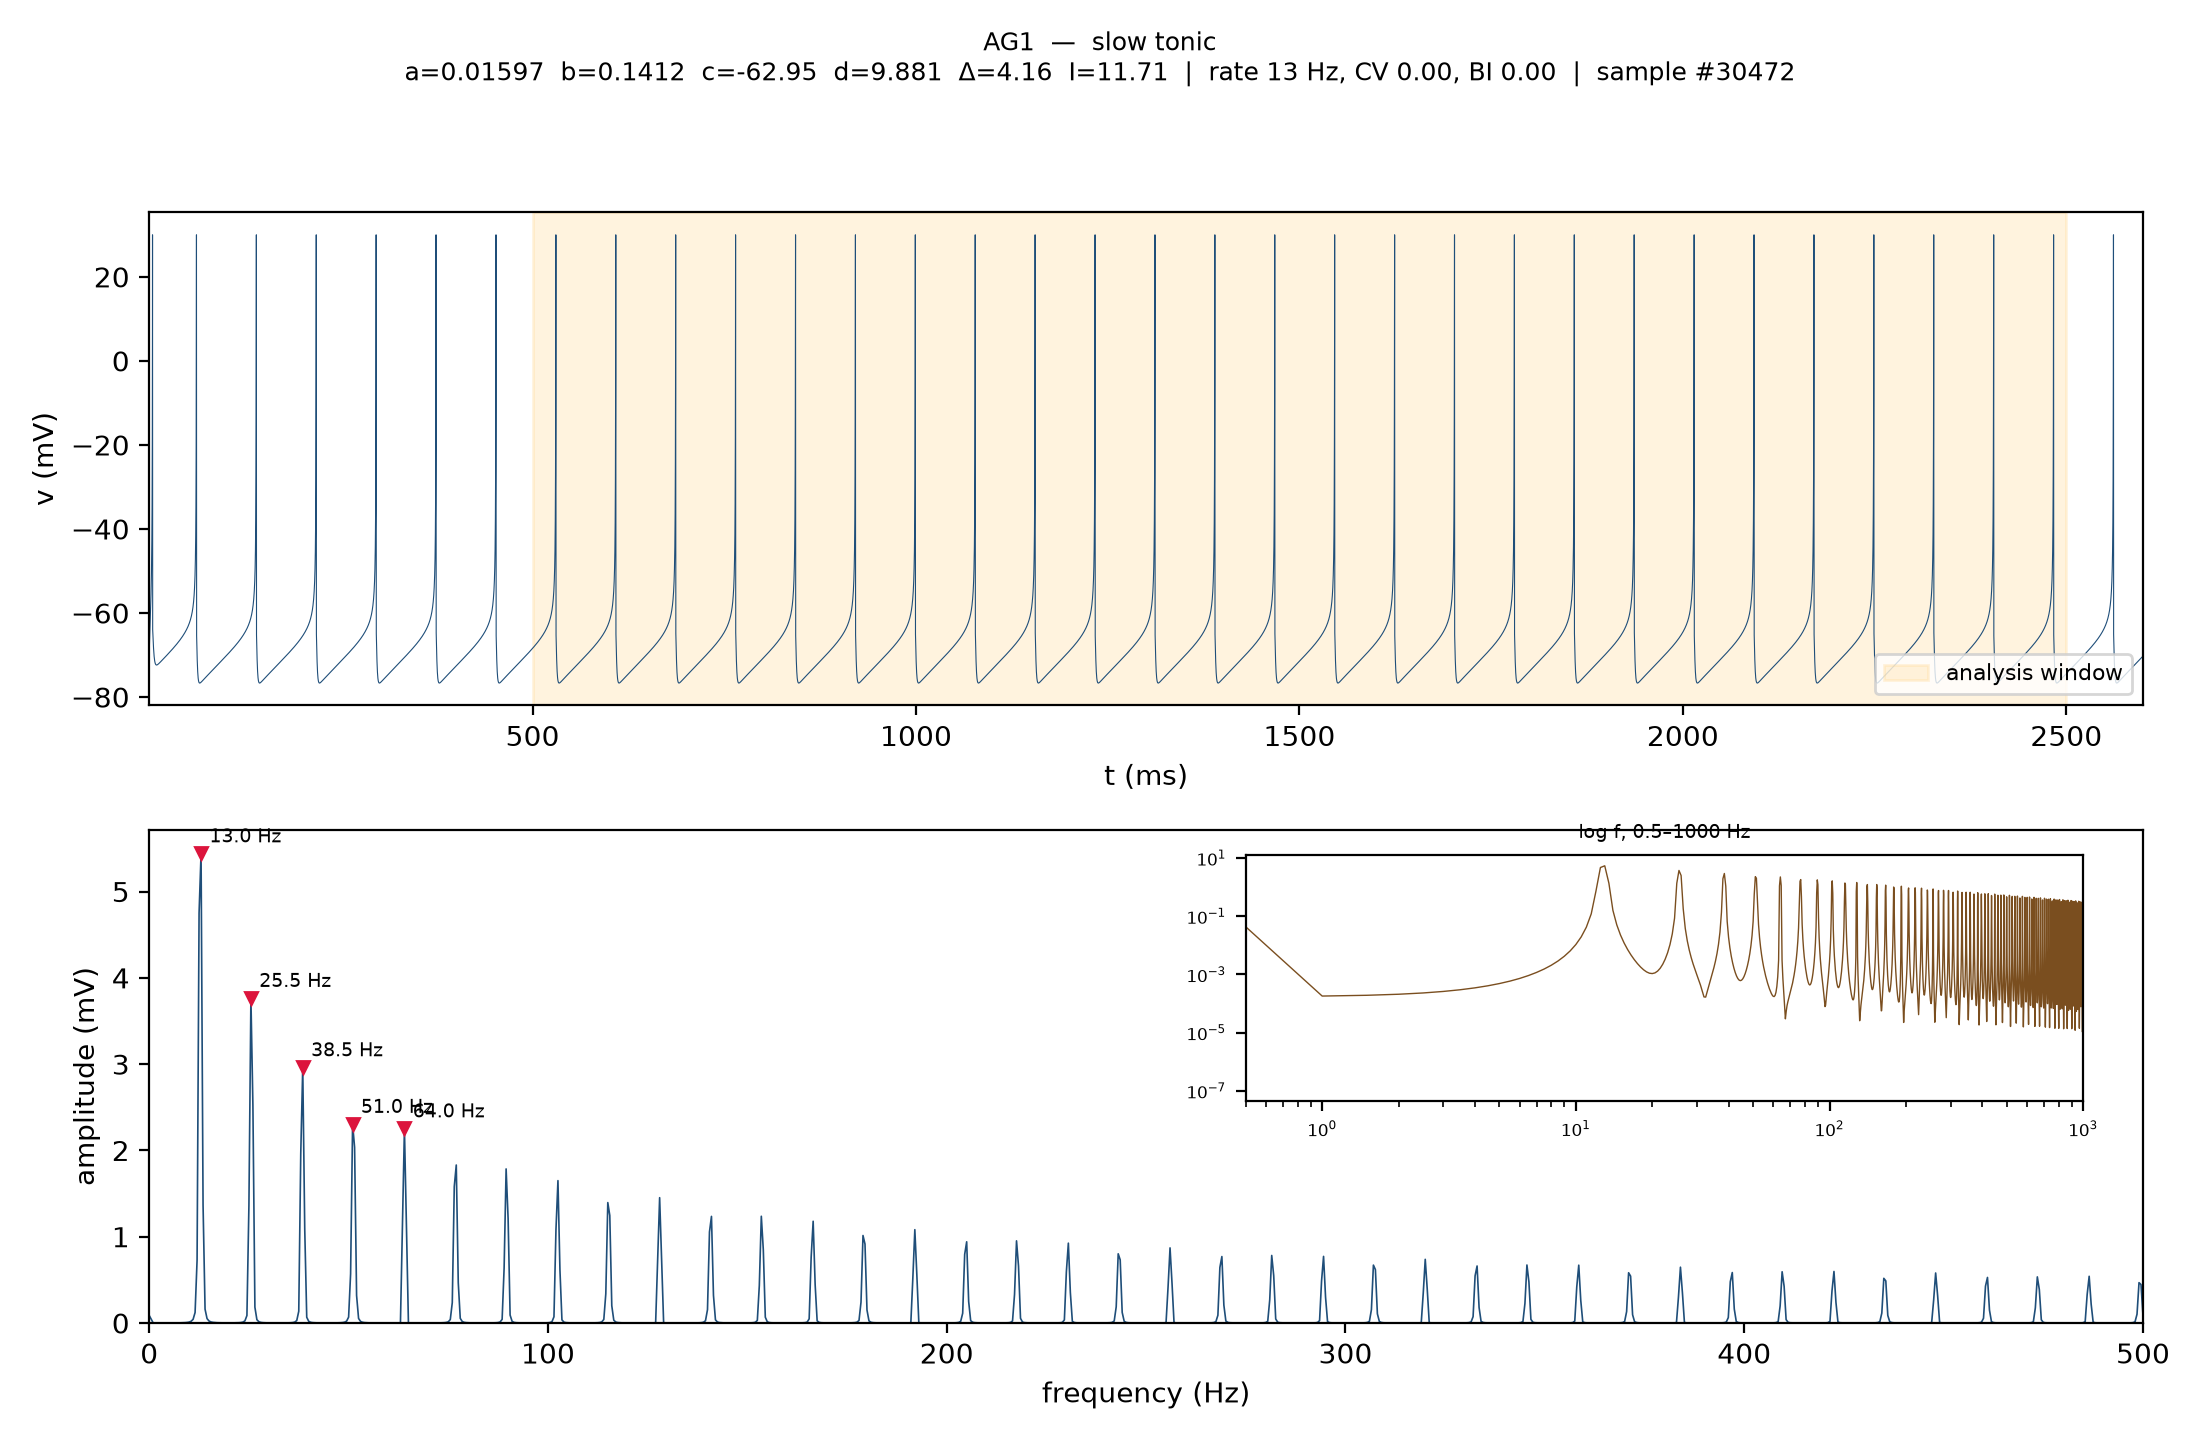 AG1 — slow tonic
a=0.01597 b=0.1412 c=-62.95 d=9.881 Δ=4.16 I=11.71 | rate 13 Hz, CV 0.00, BI 0.00 | sample #30472
20
0
−20
−40
−60
−80
v (mV)
analysis window
500
1000
1500
2000
2500
t (ms)
13.0 Hz
25.5 Hz
38.5 Hz
51.0 Hz
64.0 Hz
log f, 0.5–1000 Hz
10¹
10⁻¹
10⁻³
10⁻⁵
10⁻⁷
10⁰
10¹
10²
10³
5
4
3
2
1
0
amplitude (mV)
0
100
200
300
400
500
frequency (Hz)